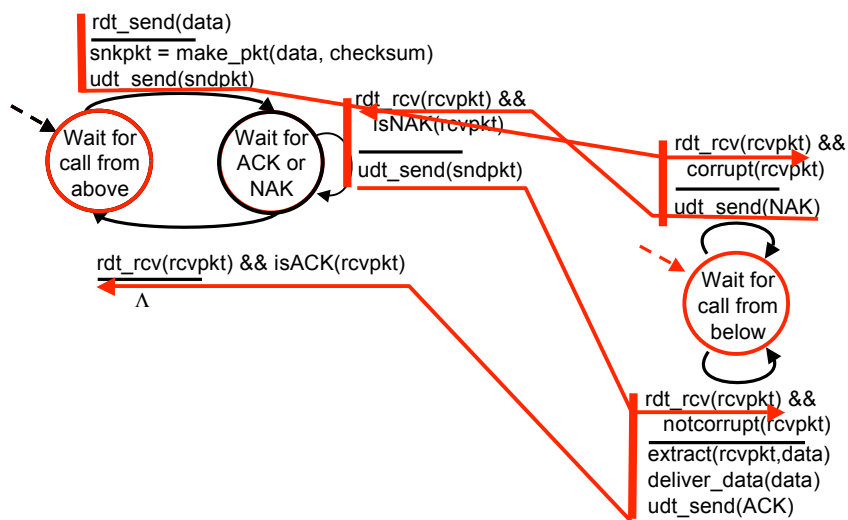 rdt_send(data)
snkpkt = make_pkt(data, checksum)
udt_send(sndpkt)
Wait for
call from
above
Wait for
ACK or
NAK
rdt_rcv(rcvpkt) &&
isNAK(rcvpkt)
udt_send(sndpkt)
rdt_rcv(rcvpkt) &&
corrupt(rcvpkt)
udt_send(NAK)
rdt_rcv(rcvpkt) && isACK(rcvpkt)
Λ
Wait for
call from
below
rdt_rcv(rcvpkt) &&
notcorrupt(rcvpkt)
extract(rcvpkt,data)
deliver_data(data)
udt_send(ACK)